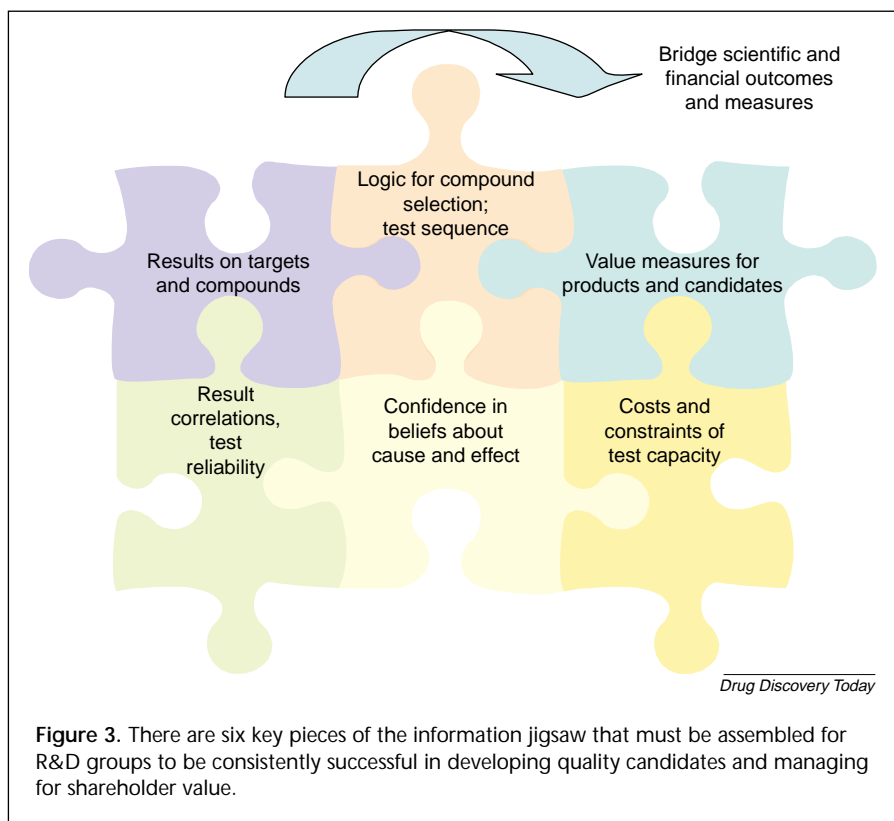 Bridge scientific and
financial outcomes
and measures
Logic for compound
selection;
test sequence
Results on targets
and compounds
Value measures for
products and candidates
Result
correlations,
test
reliability
Confidence in
beliefs about
cause and effect
Costs and
constraints of
test capacity
Drug Discovery Today
Figure 3. There are six key pieces of the information jigsaw that must be assembled for
R&D groups to be consistently successful in developing quality candidates and managing
for shareholder value.